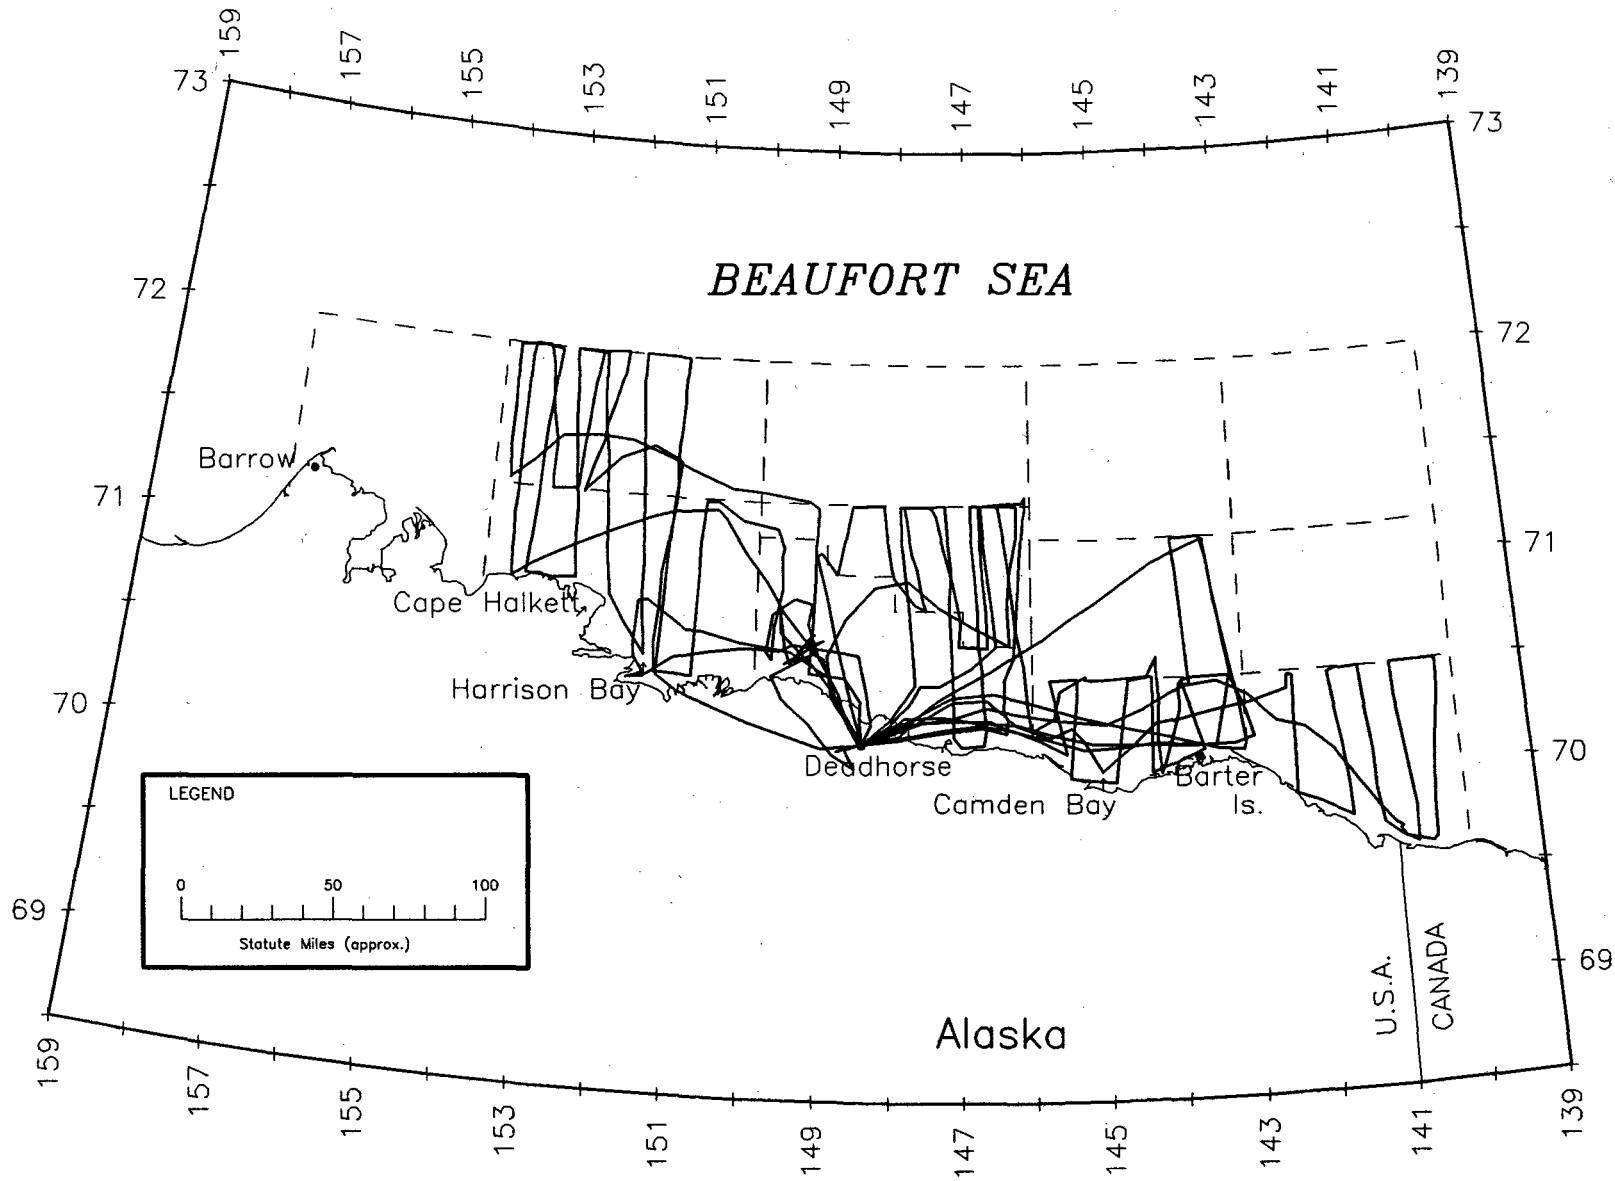 159
157
155
153
151
149
147
145
143
141
139
73
73
BEAUFORT SEA
72
72
Barrow
71
71
Cape Halkett
Harrison Bay
70
70
Deadhorse
Barter
Is.
Camden Bay
LEGEND
0 50 100
Statute Miles (approx.)
69
69
U.S.A.
CANADA
Alaska
159
157
155
153
151
149
147
145
143
141
139